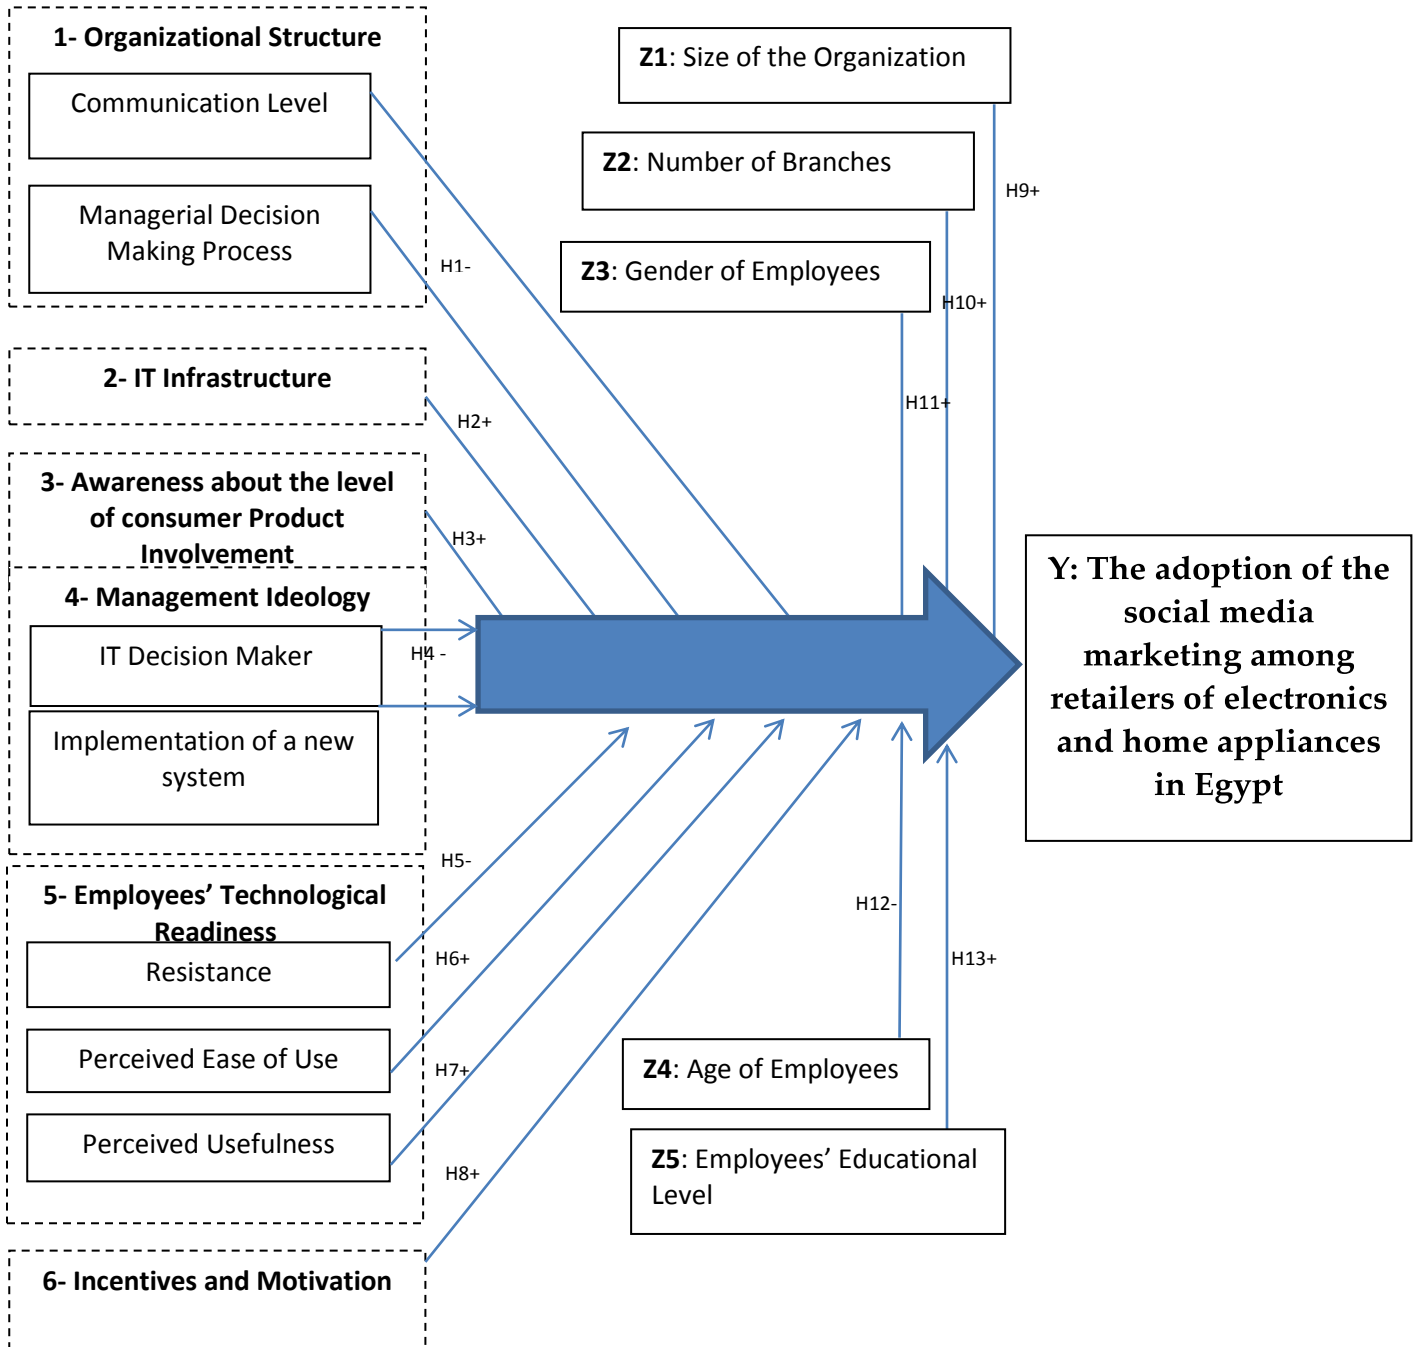 1- Organizational Structure
Communication Level
Managerial Decision
Making Process
2- IT Infrastructure
3- Awareness about the level
of consumer Product
Involvement
4- Management Ideology
IT Decision Maker
Implementation of a new
system
5- Employees’ Technological
Readiness
Resistance
Perceived Ease of Use
Perceived Usefulness
6- Incentives and Motivation
H1-
H2+
H3+
H4 -
H5-
H6+
H7+
H8+
Z1: Size of the Organization
Z2: Number of Branches
Z3: Gender of Employees
H9+
H10+
H11+
H12-
H13+
Z4: Age of Employees
Z5: Employees’ Educational
Level
Y: The adoption of the
social media
marketing among
retailers of electronics
and home appliances
in Egypt